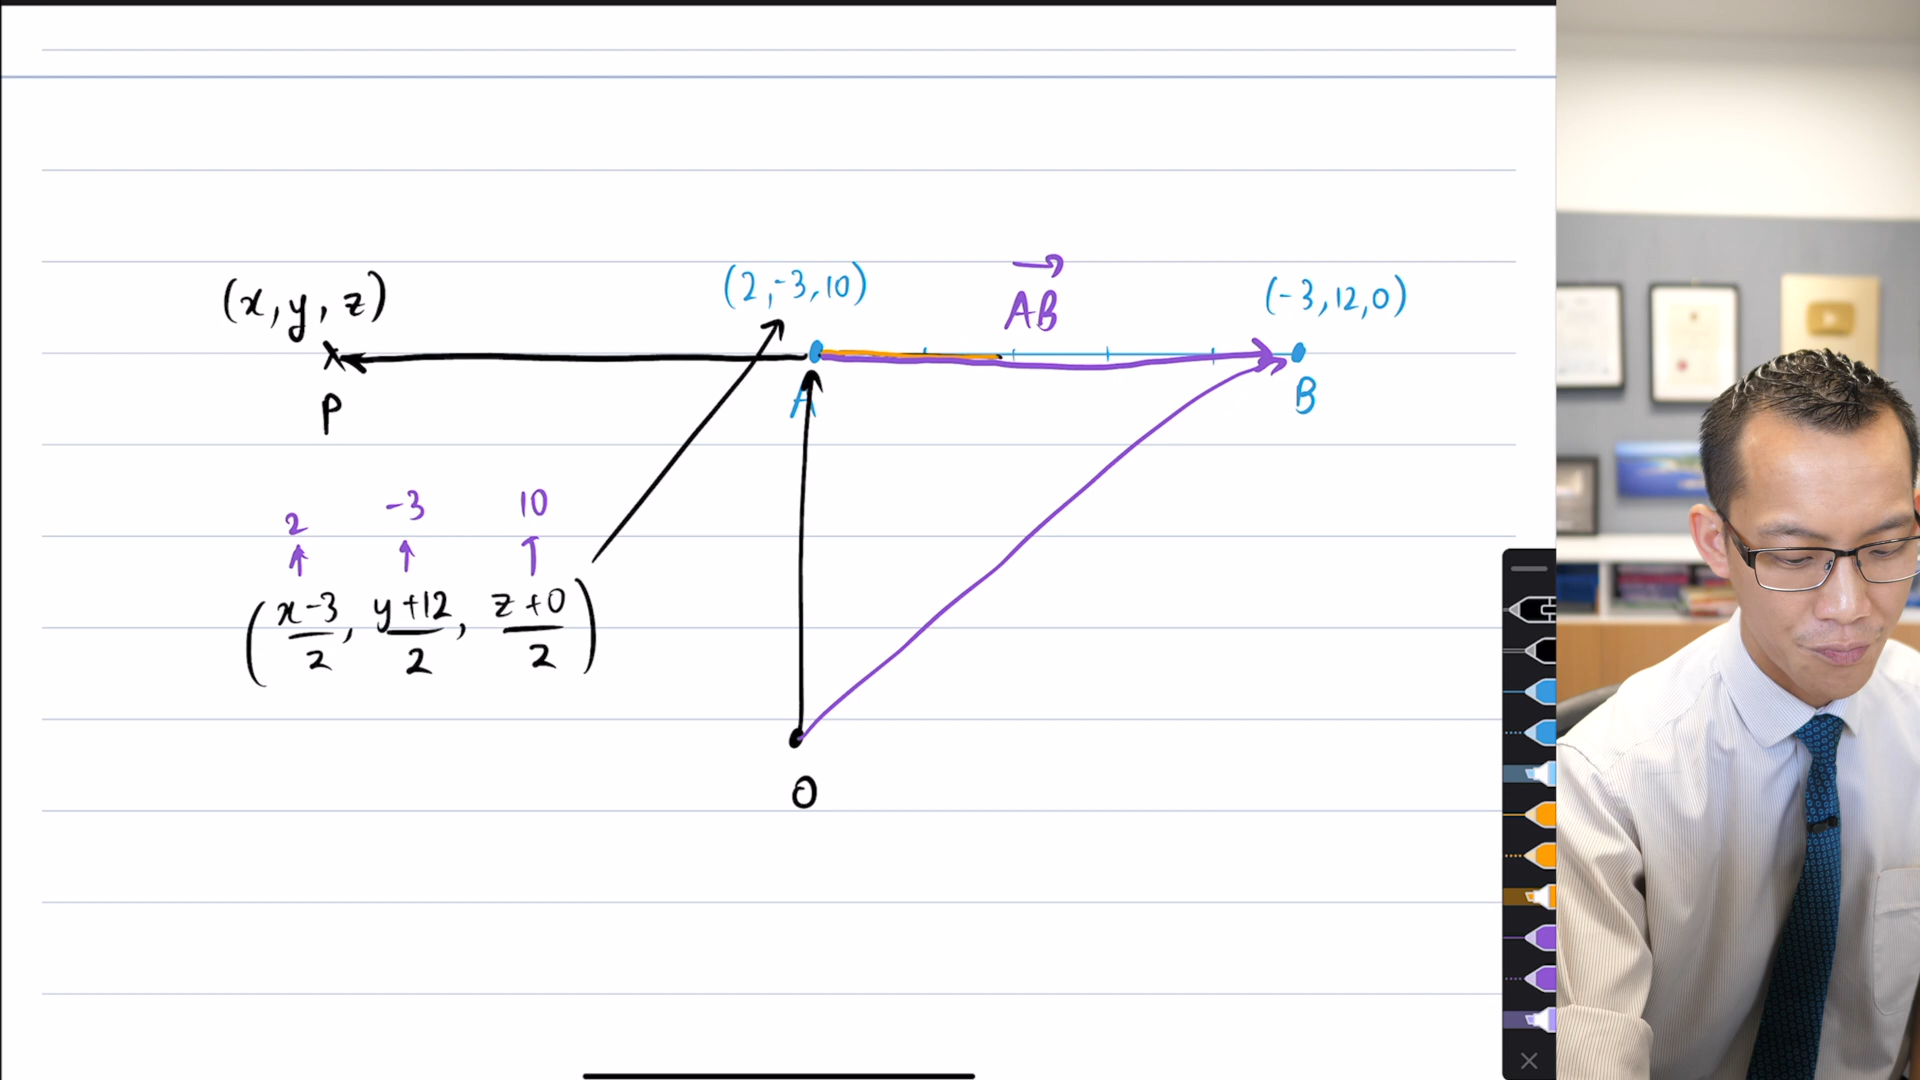 (x, y, z)
(2, -3, 10)
AB
(-3, 12, 0)
P
A
B
2 -3 10
(x-3/2, y+12/2, z+0/2)
O